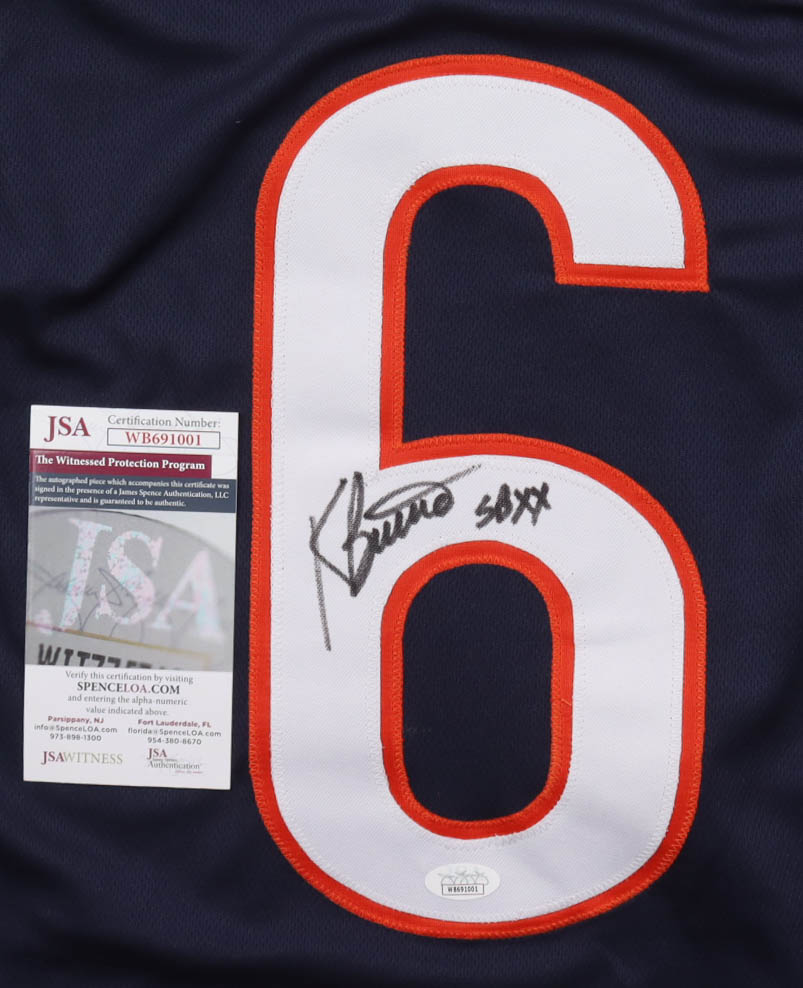 6
JSA
Certification Number:
WB691001
The Witnessed Protection Program
The autographed piece which accompanies this certificate was
signed in the presence of a James Spence Authentication, LLC
representative and is guaranteed to be authentic.
JSA
Verify this certification by visiting
SPENCELOA.COM
and entering the alpha-numeric
value indicated above.
Parsippany, NJ
info@SpenceLOA.com
973-898-1300
Fort Lauderdale, FL
florida@SpenceLOA.com
954-380-8670
JSAWITNESS
JSA
Authentication
K Butler
SBXX
WB691001